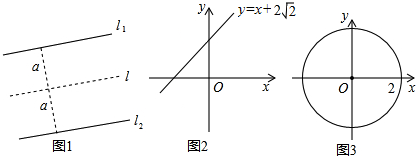 l₁
a
l
a
l₂
图1
y
y=x+2√2
O
x
图2
y
O
2
x
图3